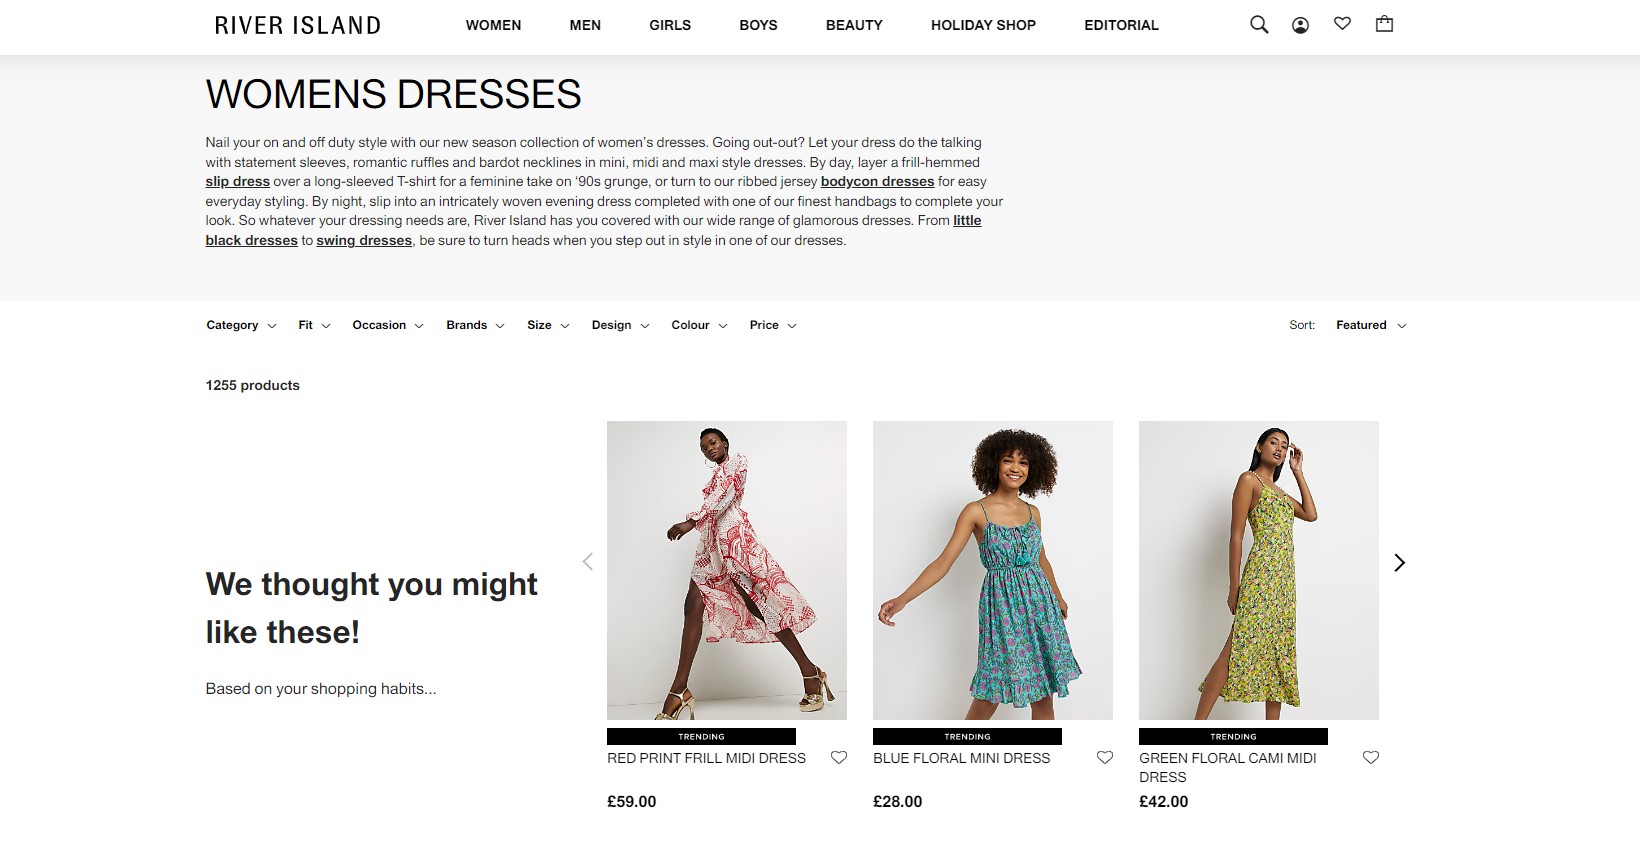 RIVER ISLAND
WOMEN MEN GIRLS BOYS BEAUTY HOLIDAY SHOP EDITORIAL
WOMENS DRESSES
Nail your on and off duty style with our new season collection of women’s dresses. Going out-out? Let your dress do the talking
with statement sleeves, romantic ruffles and bardot necklines in mini, midi and maxi style dresses. By day, layer a frill-hemmed
slip dress over a long-sleeved T-shirt for a feminine take on ‘90s grunge, or turn to our ribbed jersey bodycon dresses for easy
everyday styling. By night, slip into an intricately woven evening dress completed with one of our finest handbags to complete your
look. So whatever your dressing needs are, River Island has you covered with our wide range of glamorous dresses. From little
black dresses to swing dresses, be sure to turn heads when you step out in style in one of our dresses.
Category Fit Occasion Brands Size Design Colour Price Sort: Featured
1255 products
We thought you might
like these!
Based on your shopping habits...
TRENDING
RED PRINT FRILL MIDI DRESS
£59.00
TRENDING
BLUE FLORAL MINI DRESS
£28.00
TRENDING
GREEN FLORAL CAMI MIDI
DRESS
£42.00